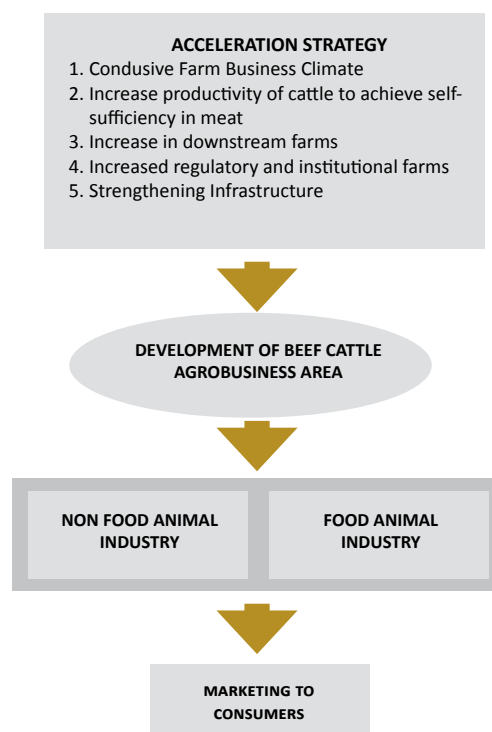 ACCELERATION STRATEGY
1. Condusive Farm Business Climate
2. Increase productivity of cattle to achieve self-
sufficiency in meat
3. Increase in downstream farms
4. Increased regulatory and institutional farms
5. Strengthening Infrastructure
DEVELOPMENT OF BEEF CATTLE
AGROBUSINESS AREA
NON FOOD ANIMAL
INDUSTRY
FOOD ANIMAL
INDUSTRY
MARKETING TO
CONSUMERS